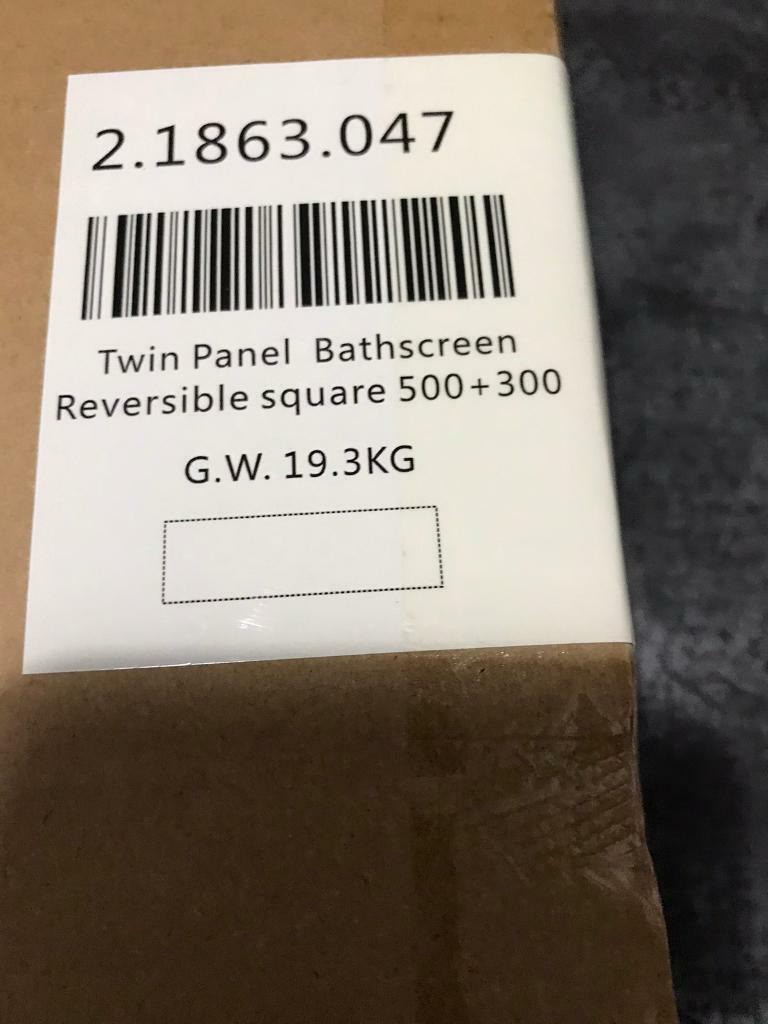 2.1863.047
Twin Panel Bathscreen
Reversible square 500+300
G.W. 19.3KG